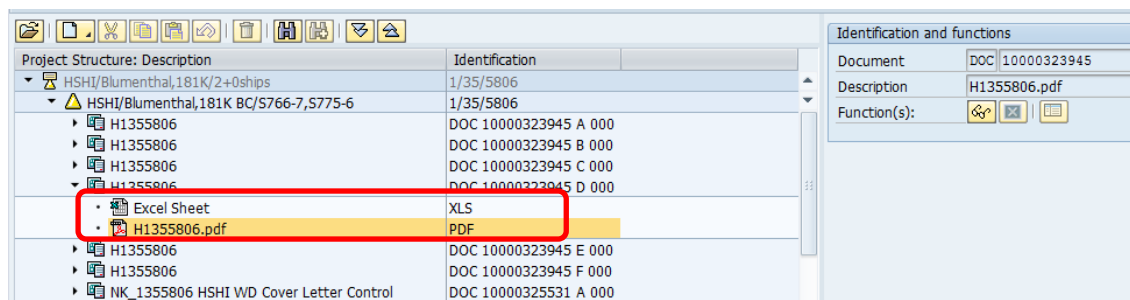 Project Structure: Description Identification
HSHI/Blumenthal,181K/2+0ships 1/35/5806
HSHI/Blumenthal,181K BC/S766-7,S775-6 1/35/5806
H1355806 DOC 10000323945 A 000
H1355806 DOC 10000323945 B 000
H1355806 DOC 10000323945 C 000
H1355806 DOC 10000323945 D 000
Excel Sheet XLS
H1355806.pdf PDF
H1355806 DOC 10000323945 E 000
H1355806 DOC 10000323945 F 000
NK_1355806 HSHI WD Cover Letter Control DOC 10000325531 A 000
Identification and functions
Document DOC 10000323945
Description H1355806.pdf
Function(s):